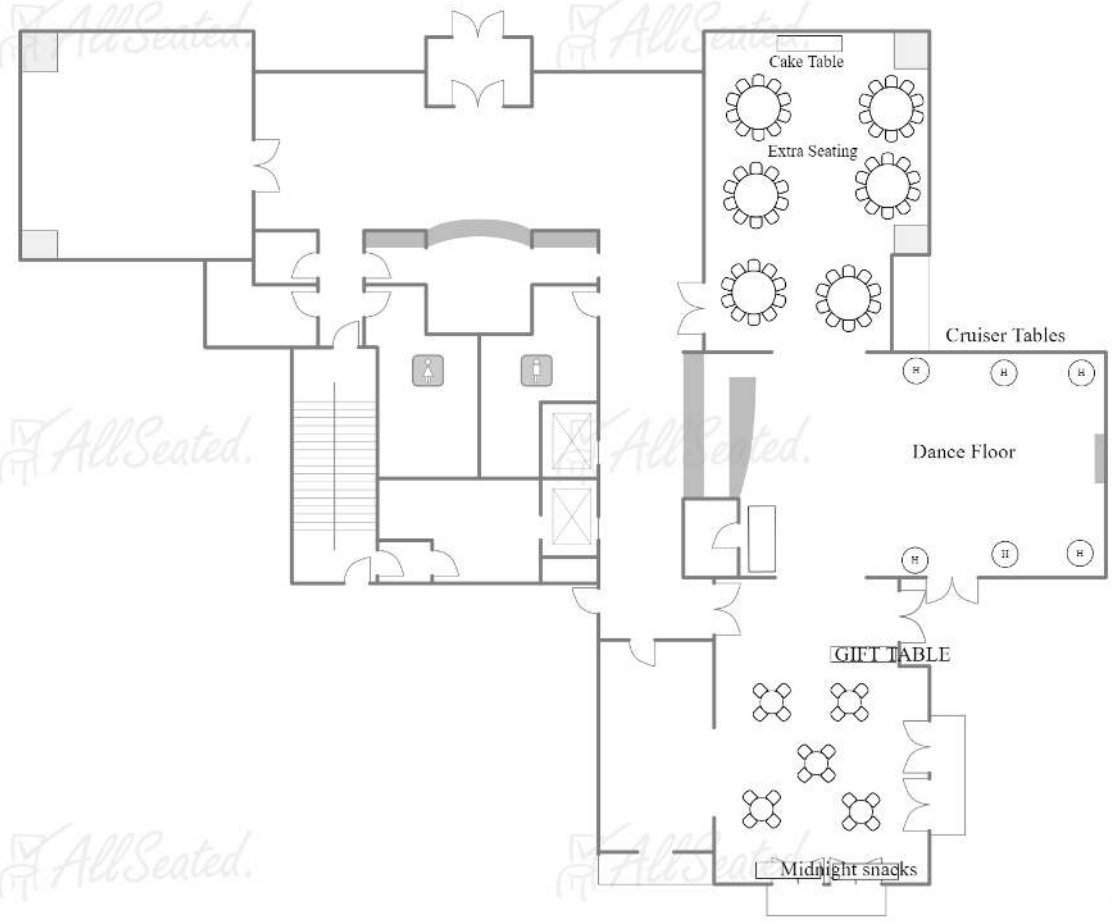 AllSeated.
AllSeated.
Cake Table
Extra Seating
Cruiser Tables
H
H
H
AllSeated.
AllSeated.
Dance Floor
H
H
H
GIFT TABLE
AllSeated.
AllSeated.
Midnight snacks